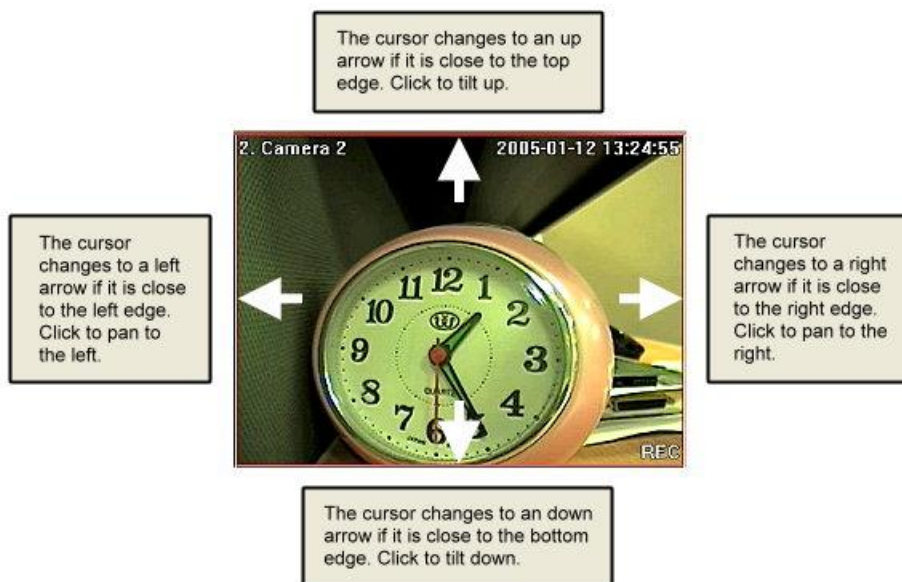 The cursor changes to an up
arrow if it is close to the top
edge. Click to tilt up.
2. Camera 2 2005-01-12 13:24:55
The cursor
changes to a left
arrow if it is close
to the left edge.
Click to pan to
the left.
12
11 1
10 2
9 3
8 4
7 5
6
QUARTZ
REC
The cursor
changes to a right
arrow if it is close
to the right edge.
Click to pan to the
right.
The cursor changes to an down
arrow if it is close to the bottom
edge. Click to tilt down.